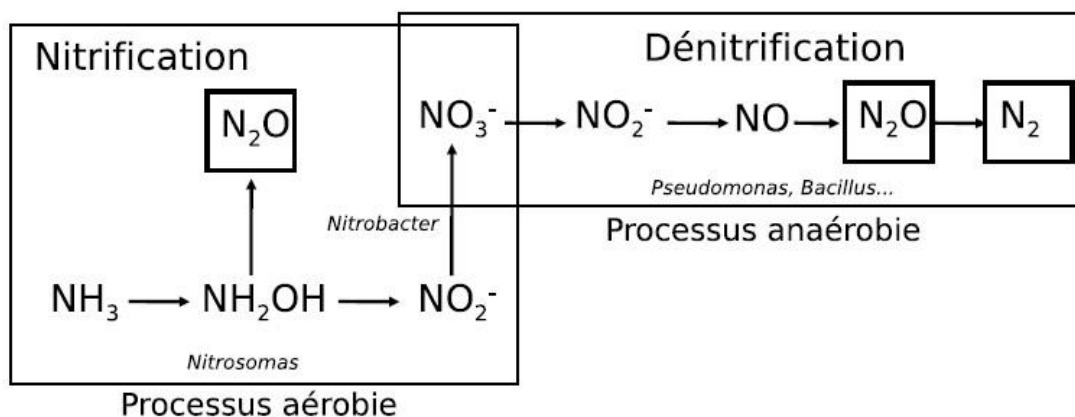 Nitrification
Dénitrification
N₂O
NO₃⁻
NO₂⁻
NO
N₂O
N₂
Pseudomonas, Bacillus...
Nitrobacter
Processus anaérobie
NH₃
NH₂OH
NO₂⁻
Nitrosomas
Processus aérobie